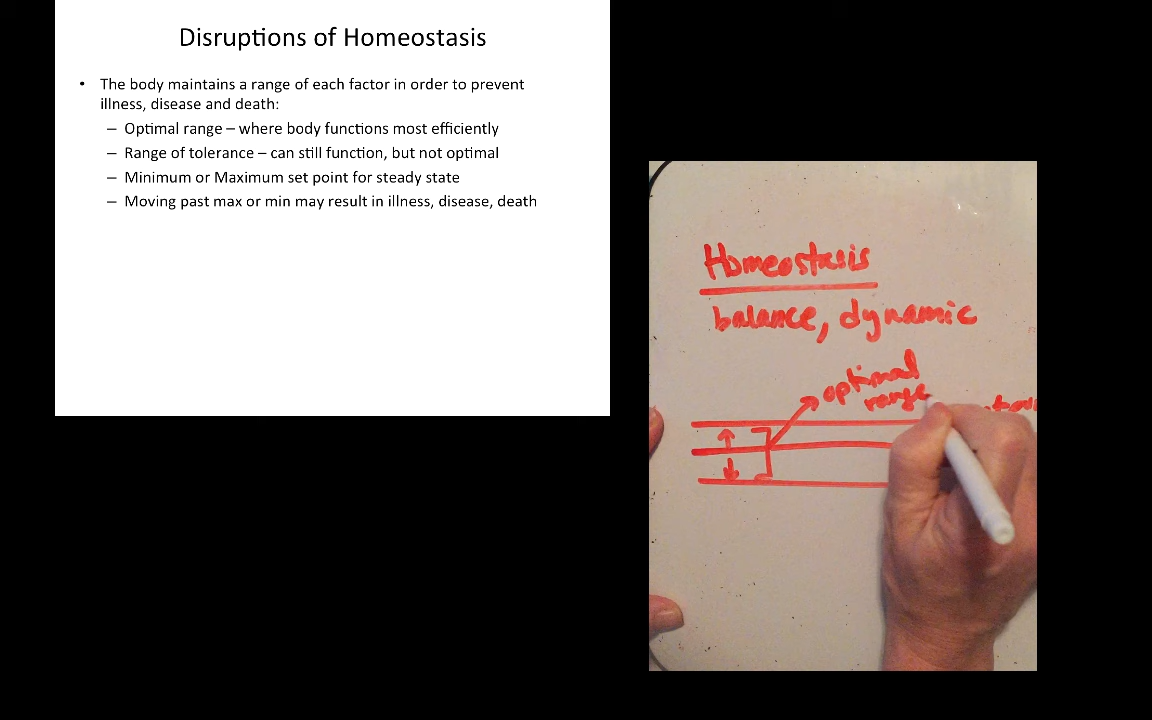 Disruptions of Homeostasis
• The body maintains a range of each factor in order to prevent
illness, disease and death:
– Optimal range – where body functions most efficiently
– Range of tolerance – can still function, but not optimal
– Minimum or Maximum set point for steady state
– Moving past max or min may result in illness, disease, death
Homeostasis
balance, dynamic
optimal
range